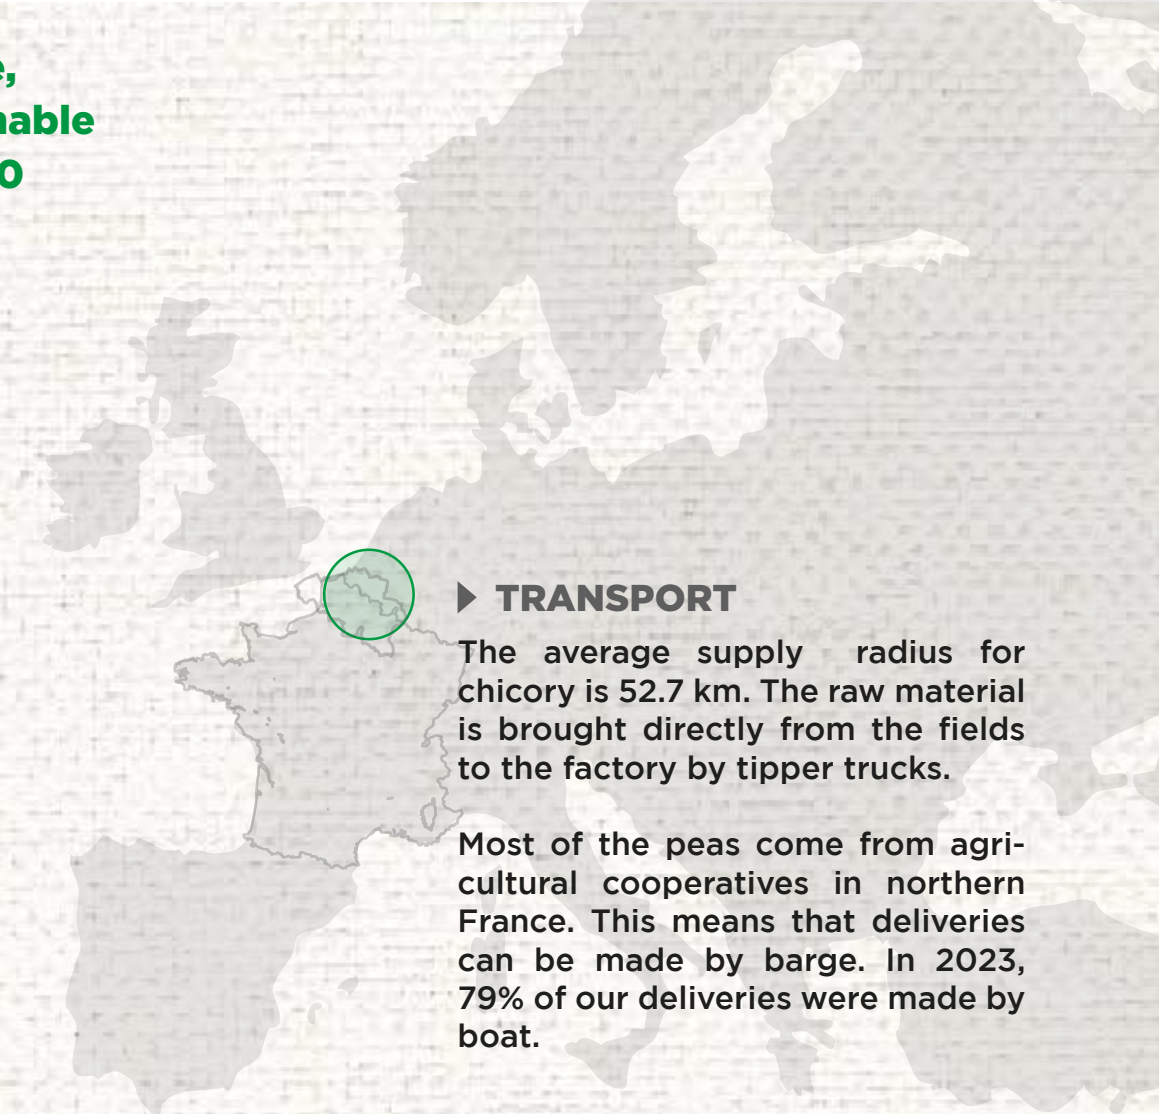 e,
nable
0
TRANSPORT
The average supply radius for
chicory is 52.7 km. The raw material
is brought directly from the fields
to the factory by tipper trucks.
Most of the peas come from agri-
cultural cooperatives in northern
France. This means that deliveries
can be made by barge. In 2023,
79% of our deliveries were made by
boat.